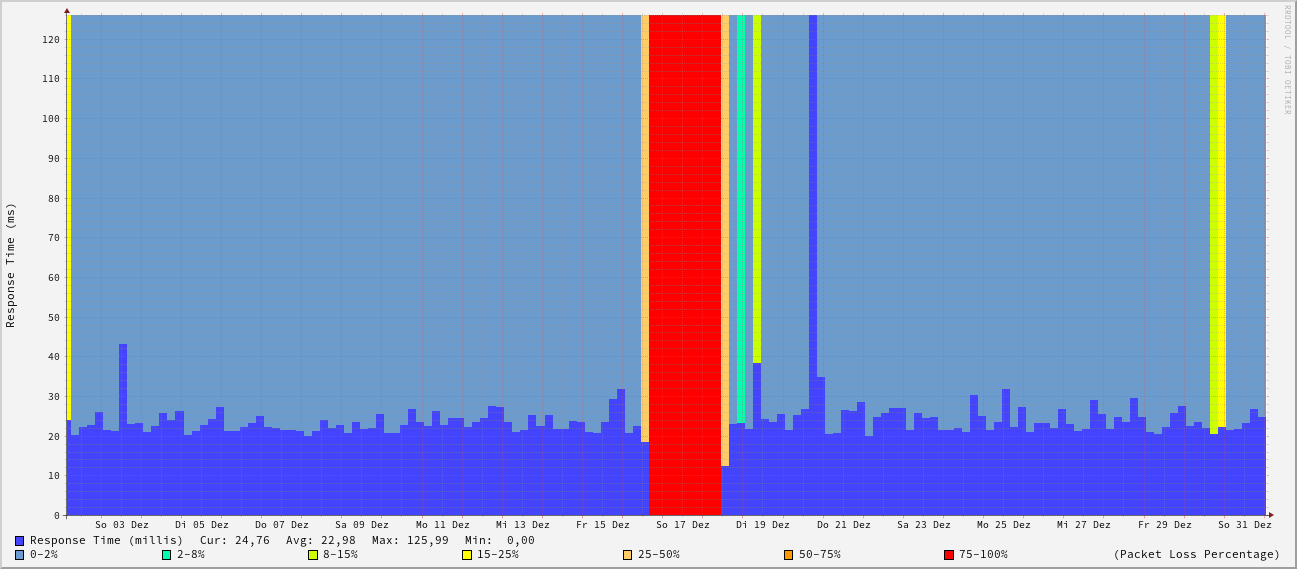 RRDTOOL / TOBI OETIKER
Response Time (ms)
120
110
100
90
80
70
60
50
40
30
20
10
0
So 03 Dez Di 05 Dez Do 07 Dez Sa 09 Dez Mo 11 Dez Mi 13 Dez Fr 15 Dez So 17 Dez Di 19 Dez Do 21 Dez Sa 23 Dez Mo 25 Dez Mi 27 Dez Fr 29 Dez So 31 Dez
Response Time (millis) Cur: 24,76 Avg: 22,98 Max: 125,99 Min: 0,00
0-2% 2-8% 8-15% 15-25% 25-50% 50-75% 75-100% (Packet Loss Percentage)